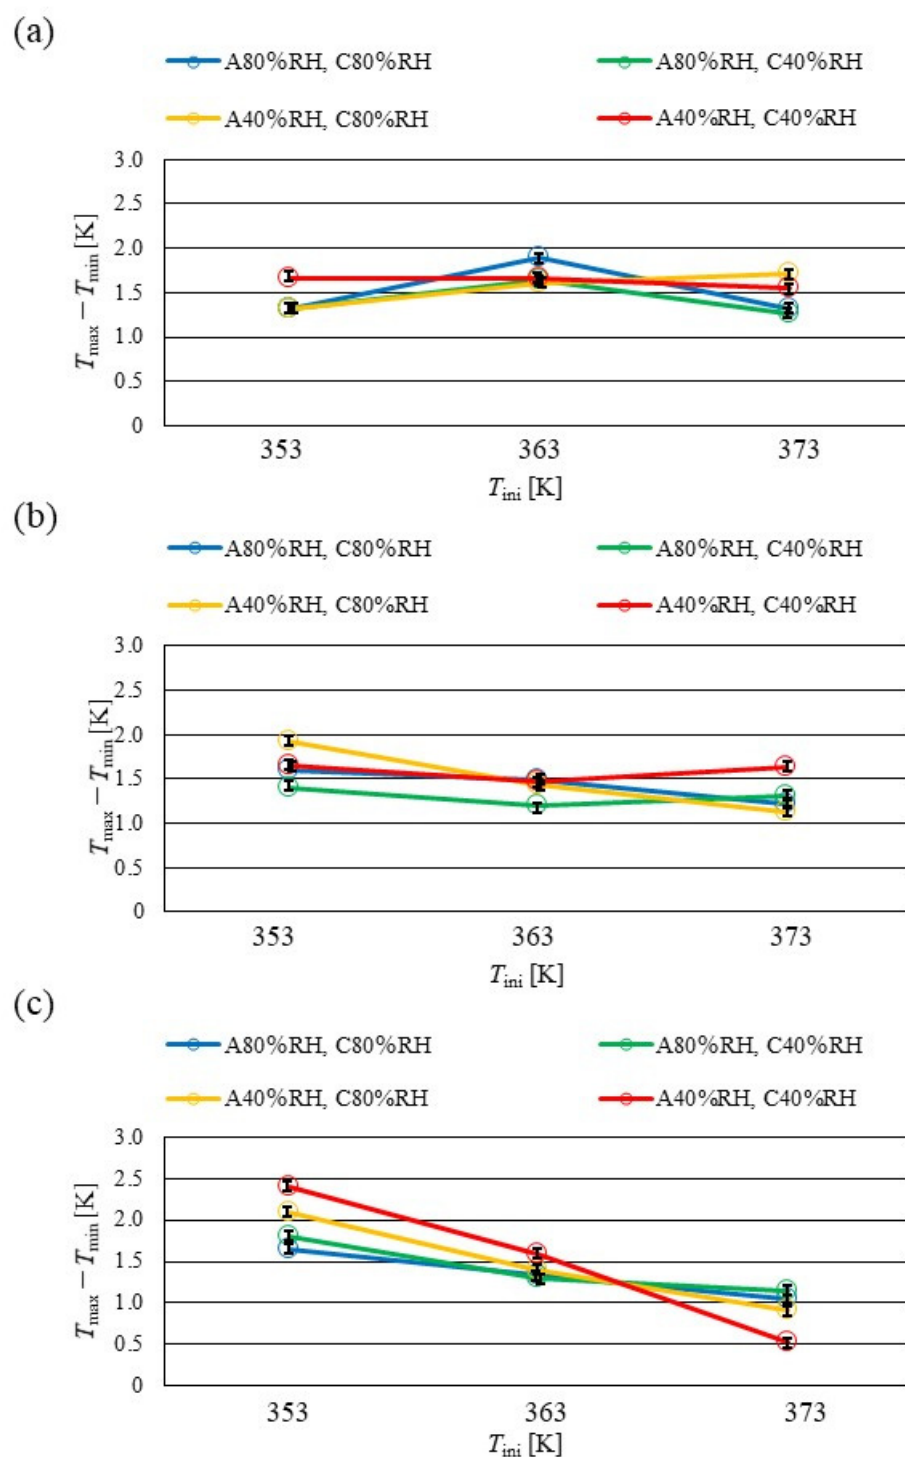 (a)
A80%RH, C80%RH
A80%RH, C40%RH
A40%RH, C80%RH
A40%RH, C40%RH
3.0
2.5
2.0
1.5
1.0
0.5
0
Tmax − Tmin [K]
353
363
373
Tini [K]
(b)
A80%RH, C80%RH
A80%RH, C40%RH
A40%RH, C80%RH
A40%RH, C40%RH
3.0
2.5
2.0
1.5
1.0
0.5
0
Tmax − Tmin [K]
353
363
373
Tini [K]
(c)
A80%RH, C80%RH
A80%RH, C40%RH
A40%RH, C80%RH
A40%RH, C40%RH
3.0
2.5
2.0
1.5
1.0
0.5
0
Tmax − Tmin [K]
353
363
373
Tini [K]